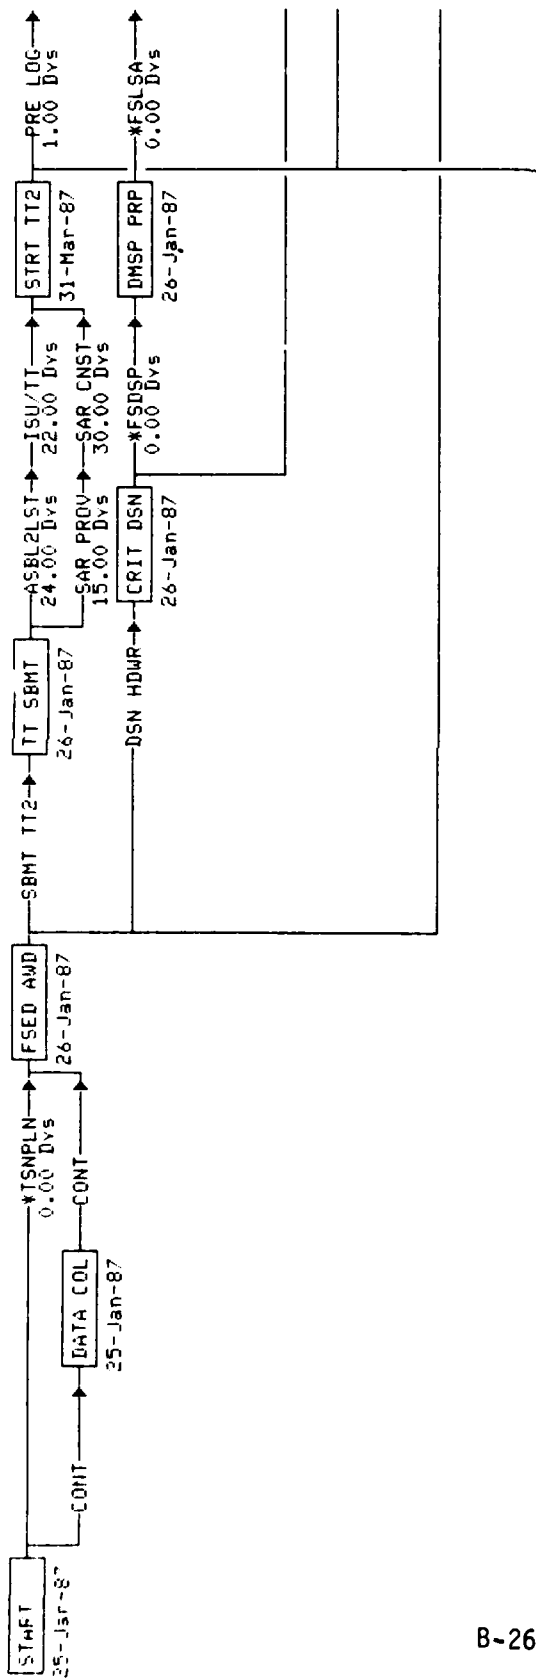 START
25-Jan-87
CONT
DATA COL
25-Jan-87
CONT
*TSNPLN
0.00 Dys
FSED AWD
26-Jan-87
SBMT TT2
TT SBMT
26-Jan-87
ASBL2LST
24.00 Dys
ISU/TT
22.00 Dys
SAR PROV
15.00 Dys
SAR CNST
30.00 Dys
STRT TT2
31-Mar-87
PRE LOG
1.00 Dys
DSN HDWR
CRIT DSN
26-Jan-87
*FSDSP
0.00 Dys
DMSP PRP
26-Jan-87
*FSLSA
0.00 Dys
B-26